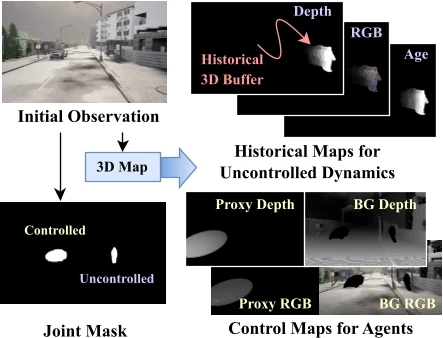 Depth
RGB
Age
Historical
3D Buffer
Initial Observation
3D Map
Historical Maps for
Uncontrolled Dynamics
Controlled
Uncontrolled
Joint Mask
Proxy Depth
BG Depth
Proxy RGB
BG RGB
Control Maps for Agents